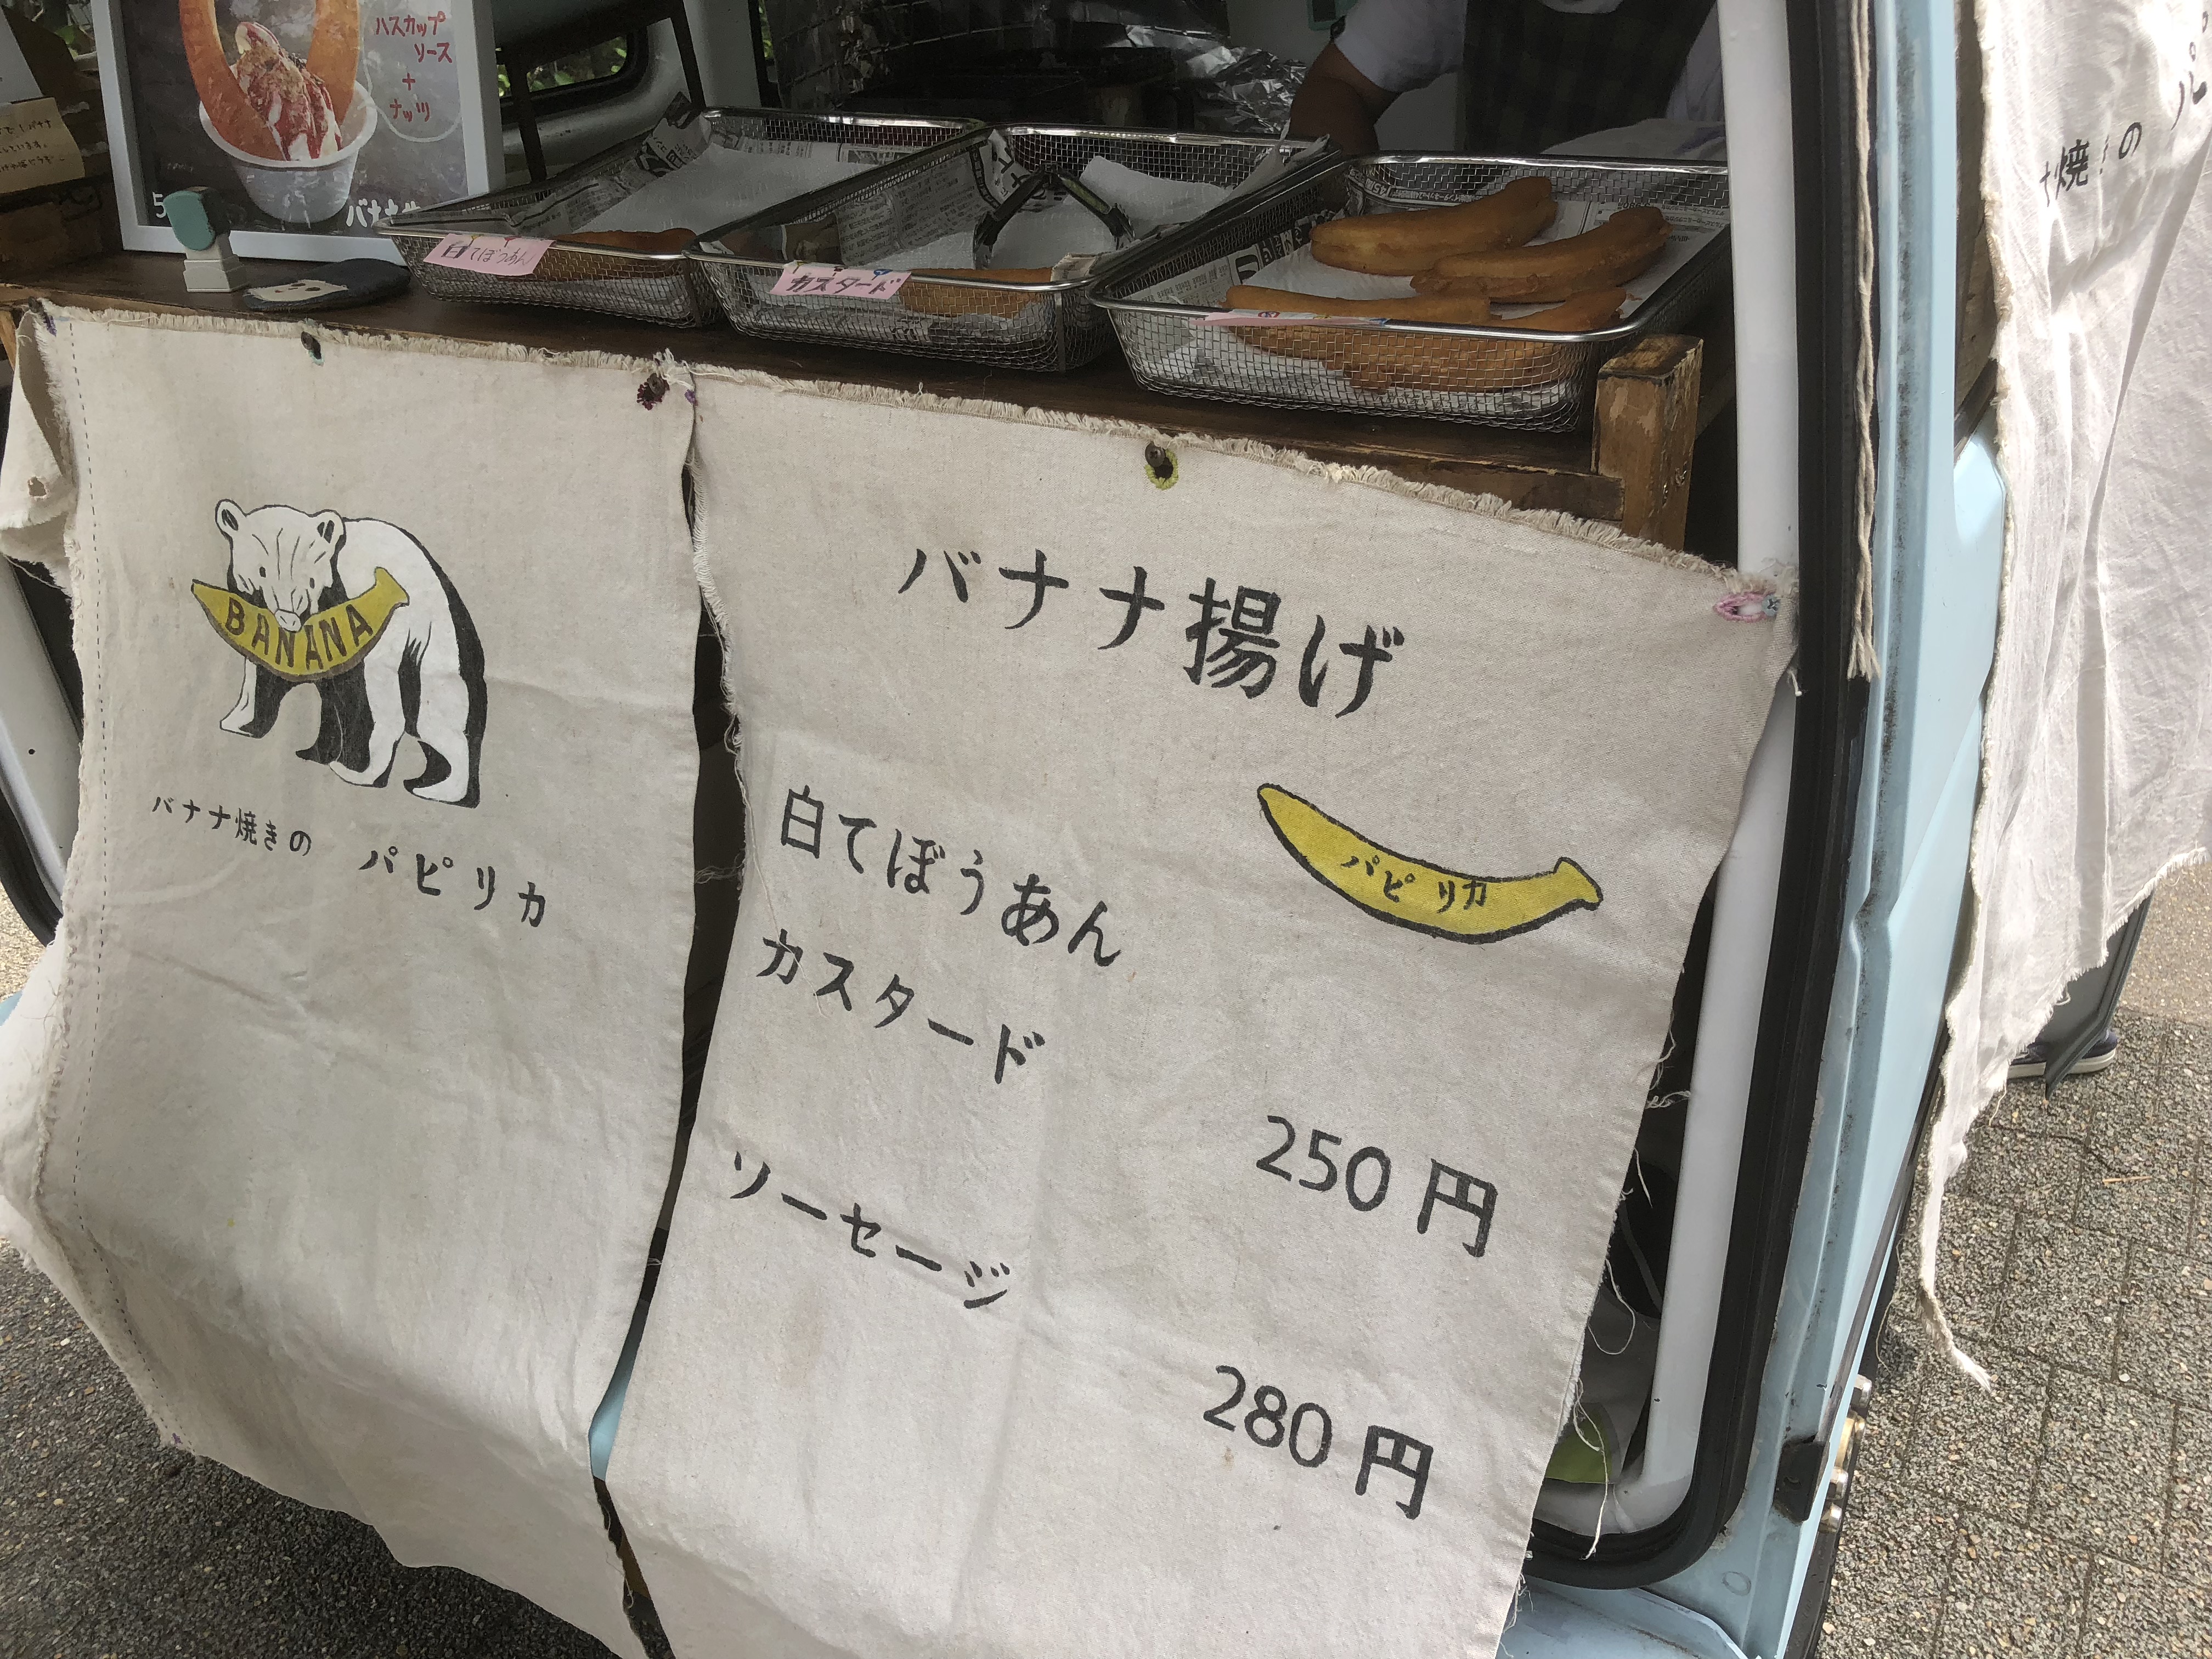 ハスカップ
ソース
+
ナッツ
白てぼうあん
カスタード
BANANA
バナナ焼きの パピリカ
バナナ揚げ
パピリカ
白てぼうあん
カスタード
250円
ソーセージ
280円
焼きの